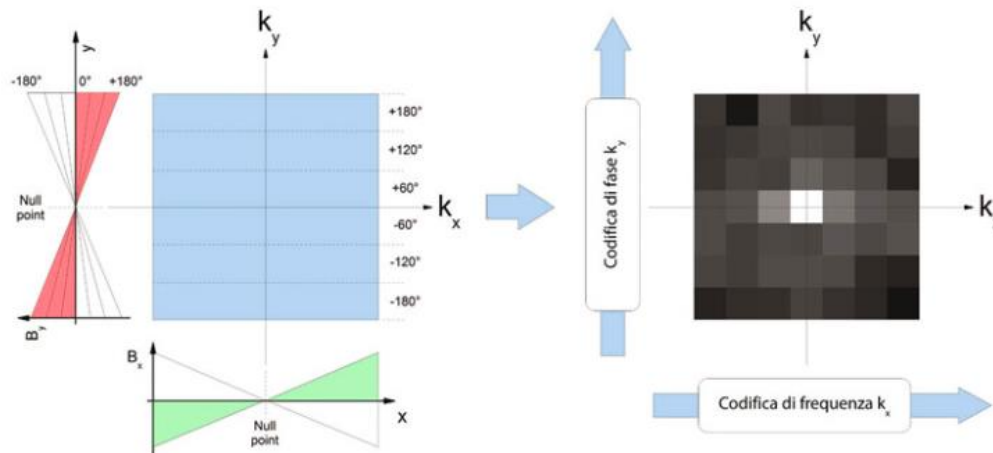 k y
y
-180° 0° +180°
+180°
+120°
+60°
Null
point
k x
-60°
-120°
-180°
B y
B x
x
Null
point
k y
Codifica di fase k y
k
Codifica di frequenza k x